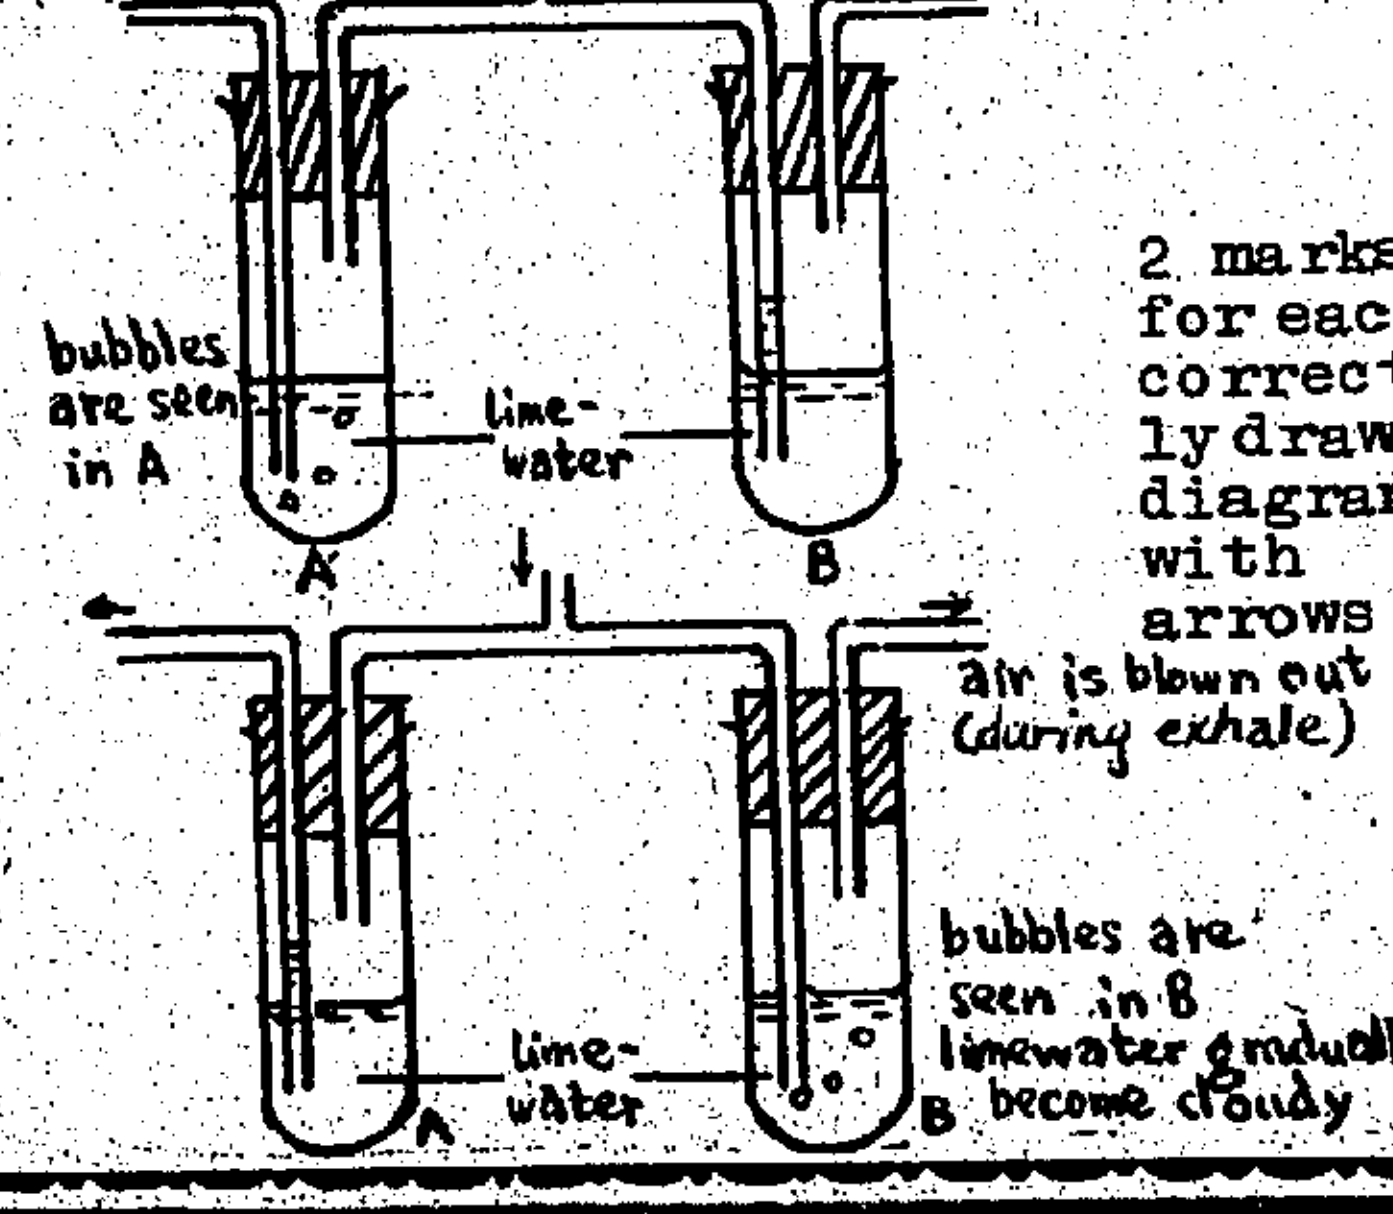 2 marks
for eac
correct
ly draw
diagram
with
arrows
bubbles
are seen
in A
lime-
water
A
B
air is blown out
(during exhale)
bubbles are
seen in B
limewater gradual
become cloudy
lime-
water
A
B